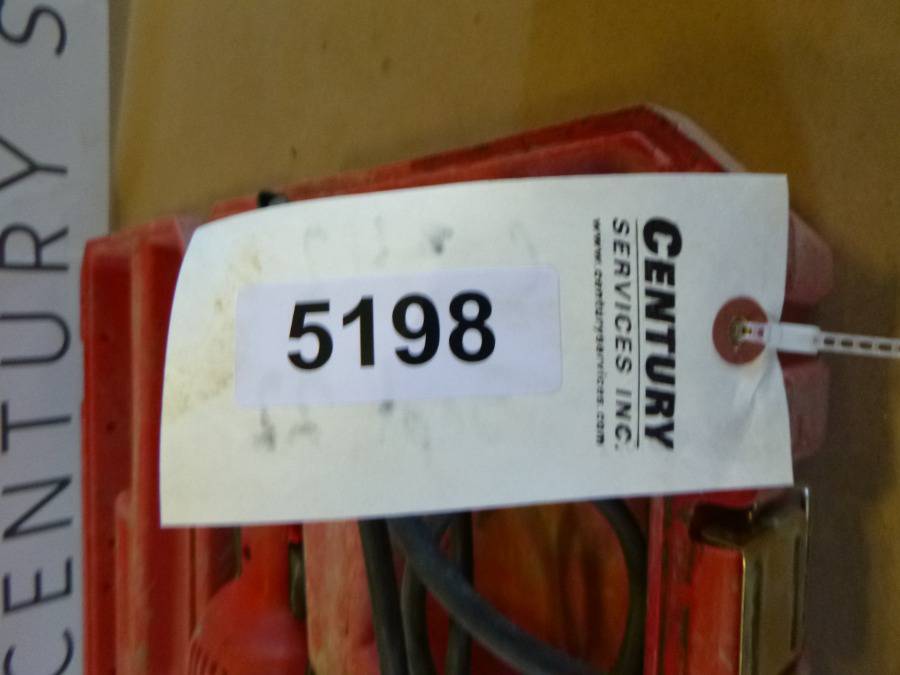 CENTURY S
5198
CENTURY
SERVICES INC.
www.centuryservices.com